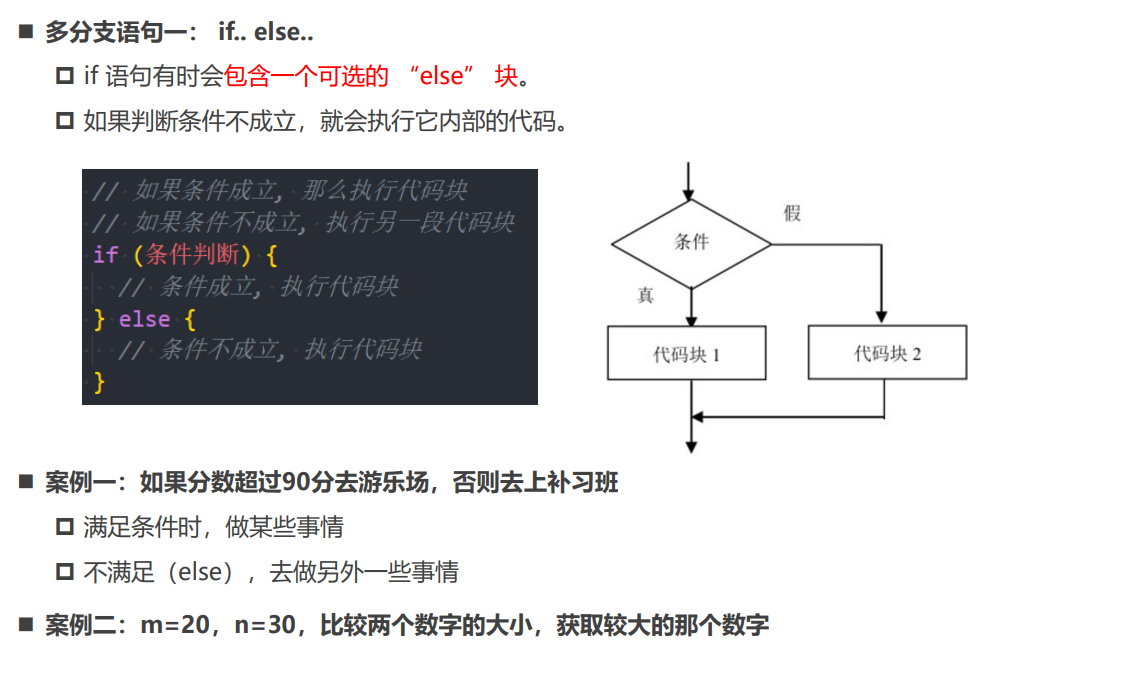 多分支语句一： if.. else..
if 语句有时会包含一个可选的 “else” 块。
如果判断条件不成立，就会执行它内部的代码。
// 如果条件成立, 那么执行代码块
// 如果条件不成立, 执行另一段代码块
if (条件判断) {
// 条件成立, 执行代码块
} else {
// 条件不成立, 执行代码块
}
条件
假
真
代码块 1
代码块 2
案例一：如果分数超过90分去游乐场，否则去上补习班
满足条件时，做某些事情
不满足（else），去做另外一些事情
案例二：m=20，n=30，比较两个数字的大小，获取较大的那个数字